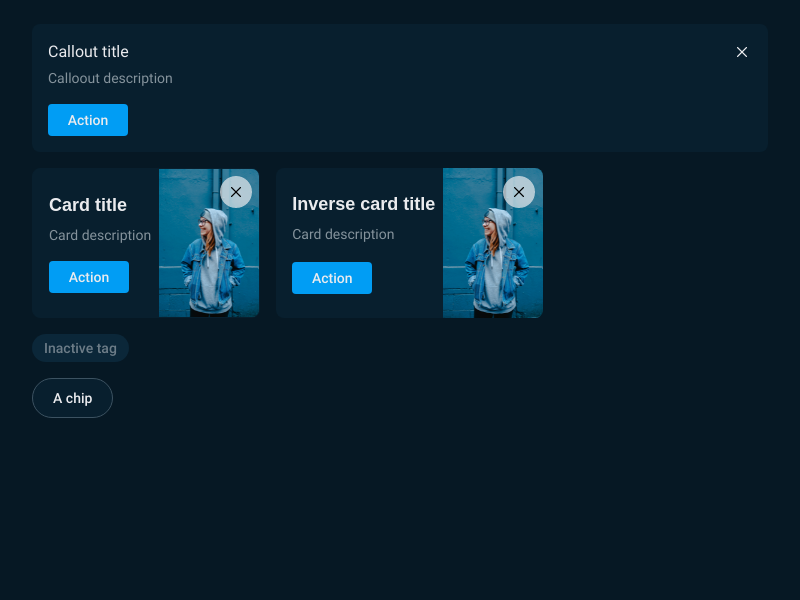 Callout title
Calloout description
Action
Card title
Card description
Action
Inverse card title
Card description
Action
Inactive tag
A chip